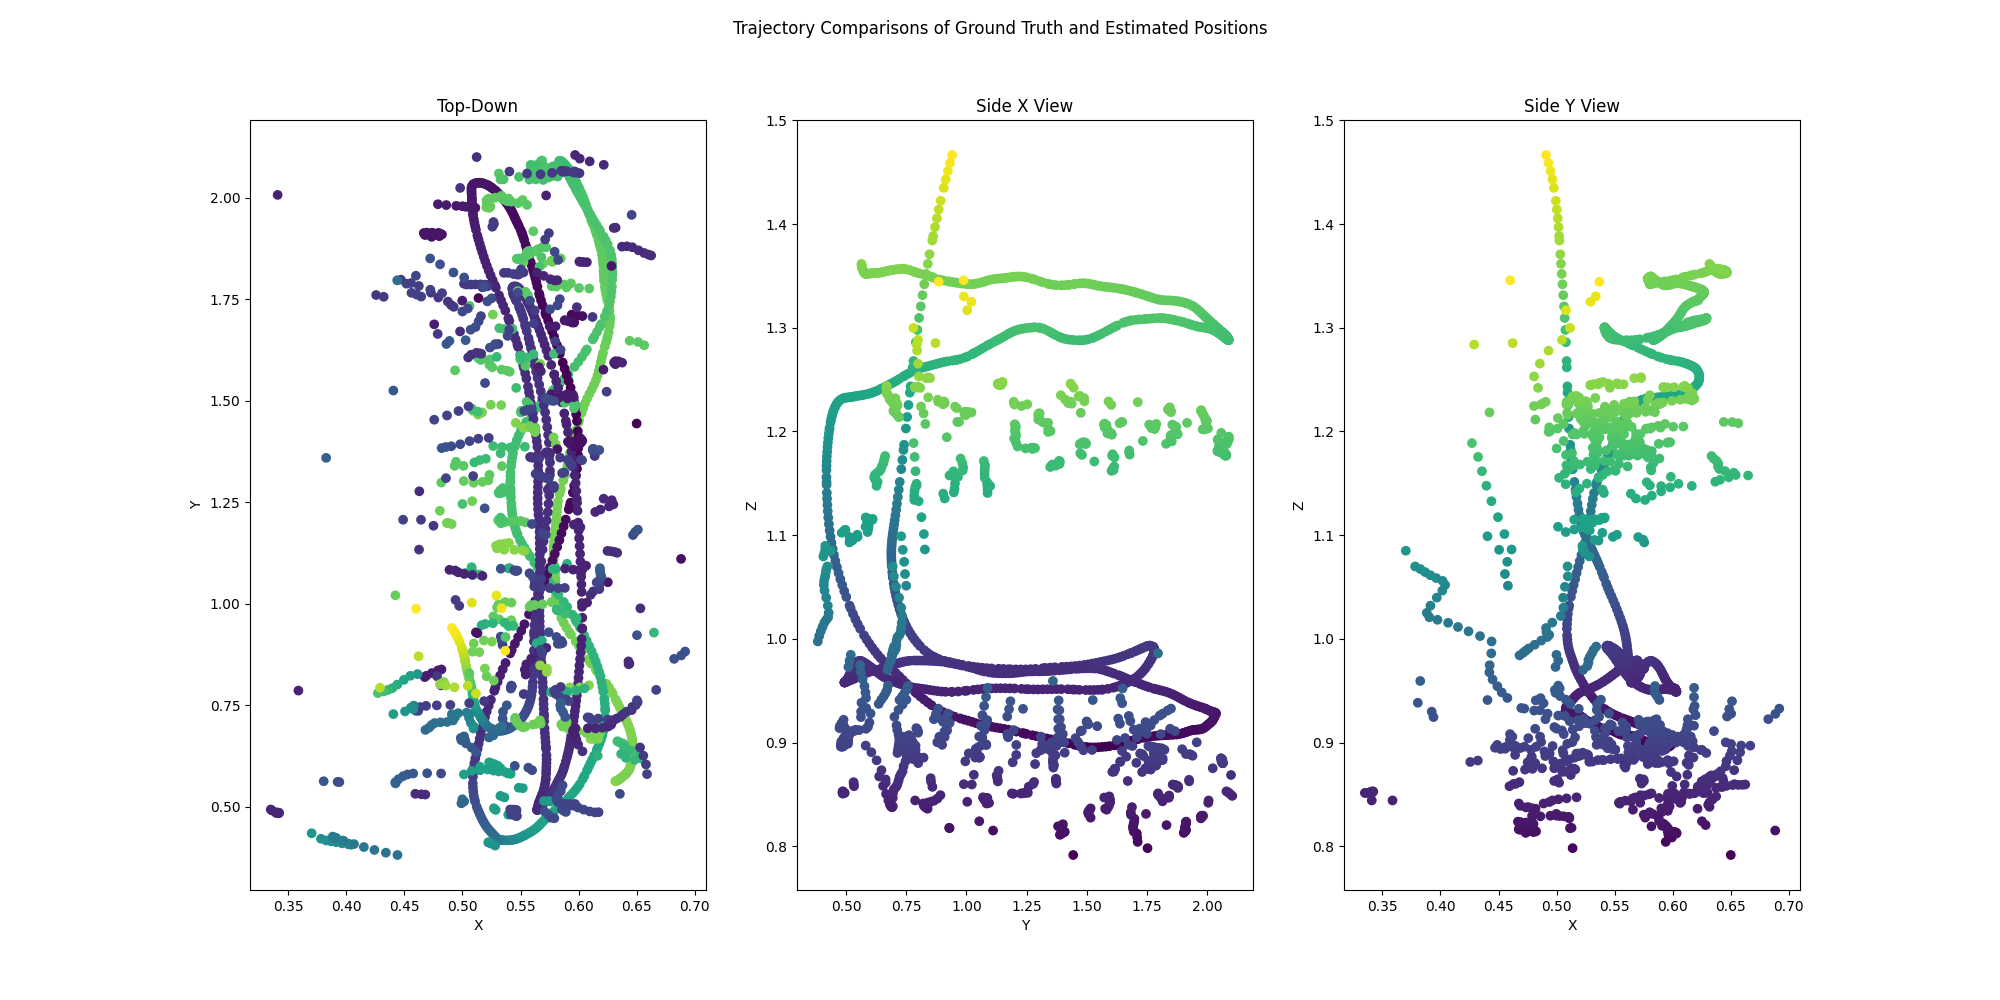 Trajectory Comparisons of Ground Truth and Estimated Positions
Top-Down
Y
2.00
1.75
1.50
1.25
1.00
0.75
0.50
0.35 0.40 0.45 0.50 0.55 0.60 0.65 0.70
X
Side X View
Z
1.5
1.4
1.3
1.2
1.1
1.0
0.9
0.8
0.50 0.75 1.00 1.25 1.50 1.75 2.00
Y
Side Y View
Z
1.5
1.4
1.3
1.2
1.1
1.0
0.9
0.8
0.35 0.40 0.45 0.50 0.55 0.60 0.65 0.70
X